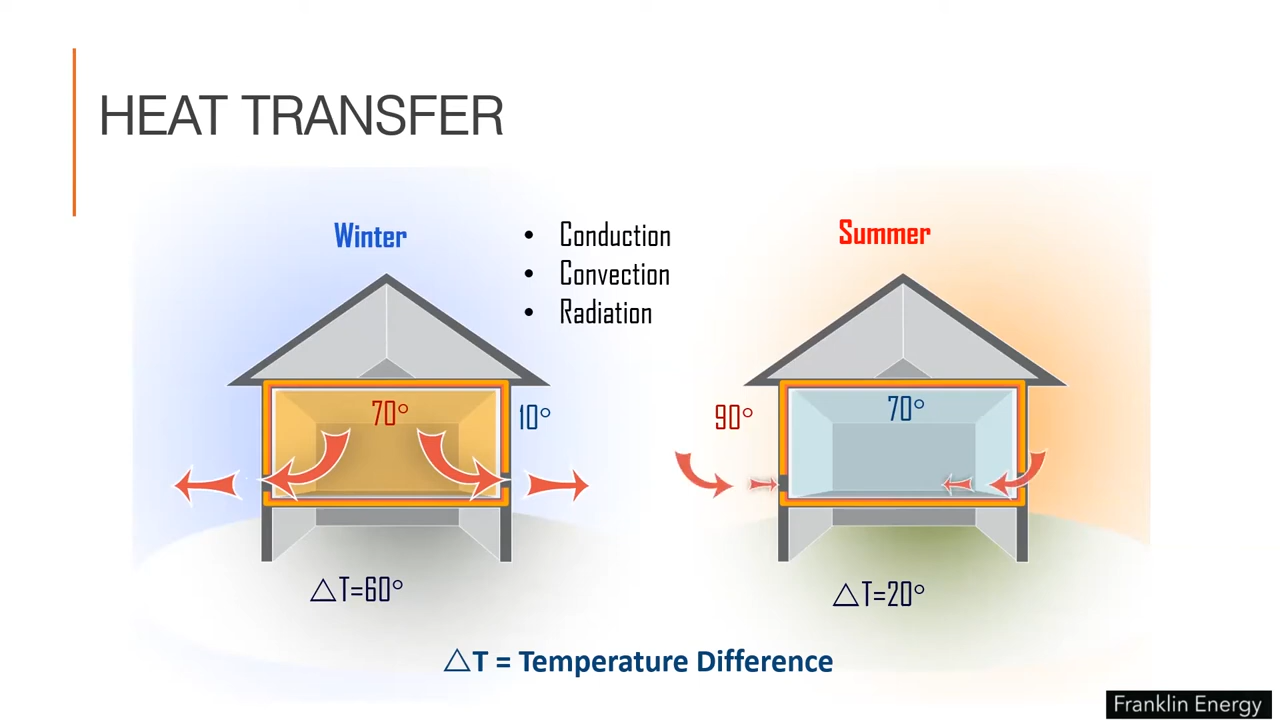 HEAT TRANSFER
Winter
• Conduction
• Convection
• Radiation
Summer
70°
10°
90°
70°
△T=60°
△T=20°
△T = Temperature Difference
Franklin Energy